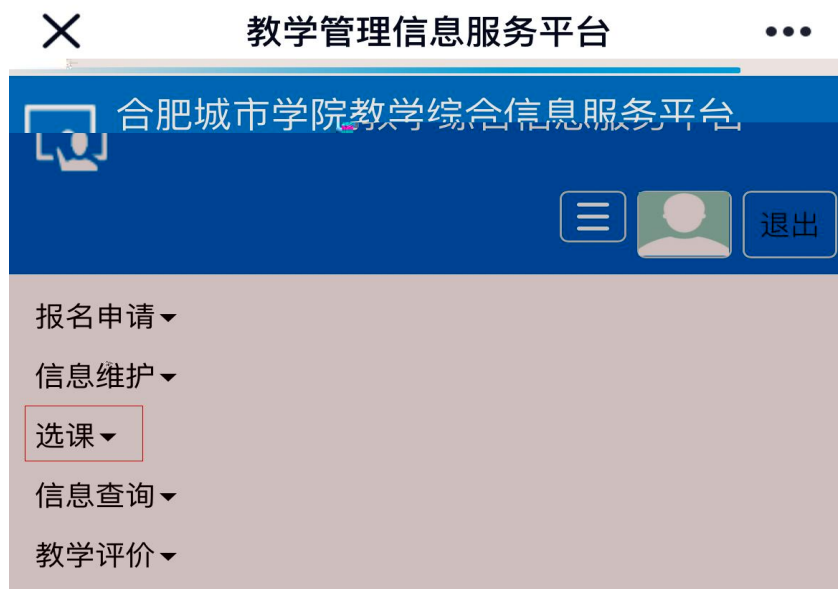 教学管理信息服务平台
合肥城市学院教学综合信息服务平台
退出
报名申请
信息维护
选课
信息查询
教学评价